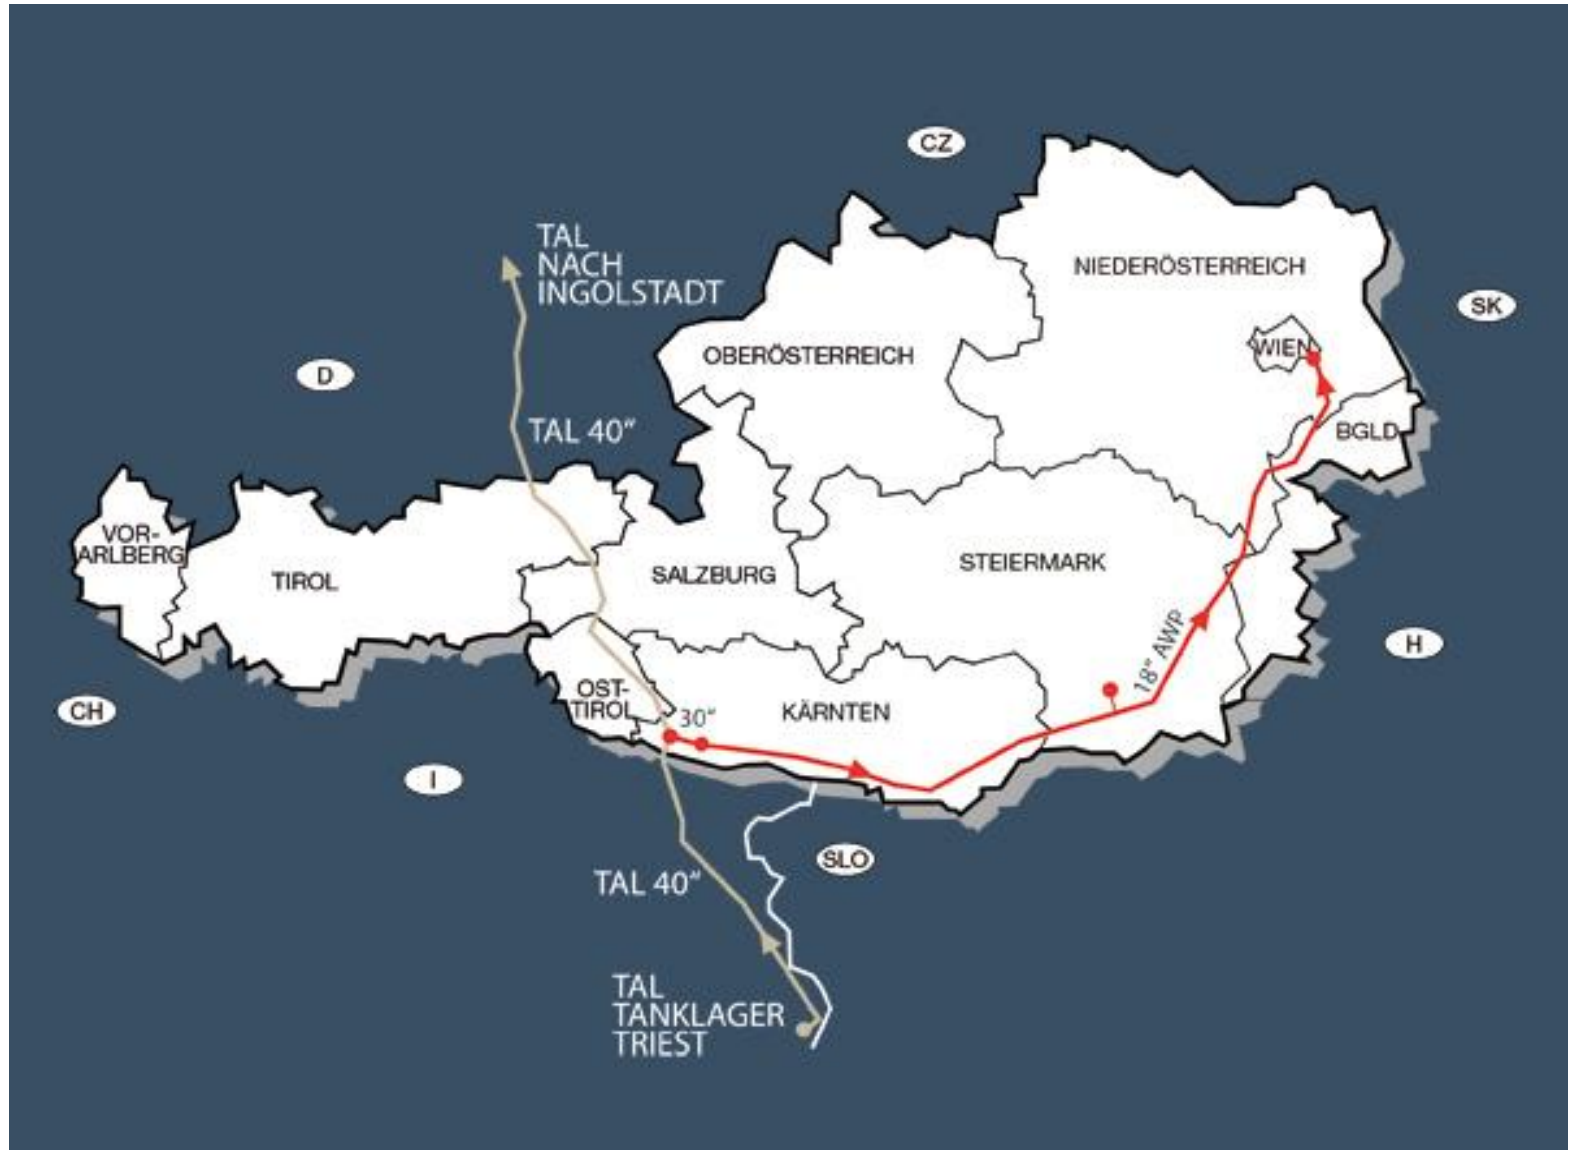 CZ
TAL
NACH
INGOLSTADT
NIEDERÖSTERREICH
SK
WIEN
OBERÖSTERREICH
D
TAL 40"
BGLD
VOR-
ARLBERG
TIROL
SALZBURG
STEIERMARK
18" AWP
H
OST-
TIROL
30"
KÄRNTEN
CH
I
SLO
TAL 40"
TAL
TANKLAGER
TRIEST